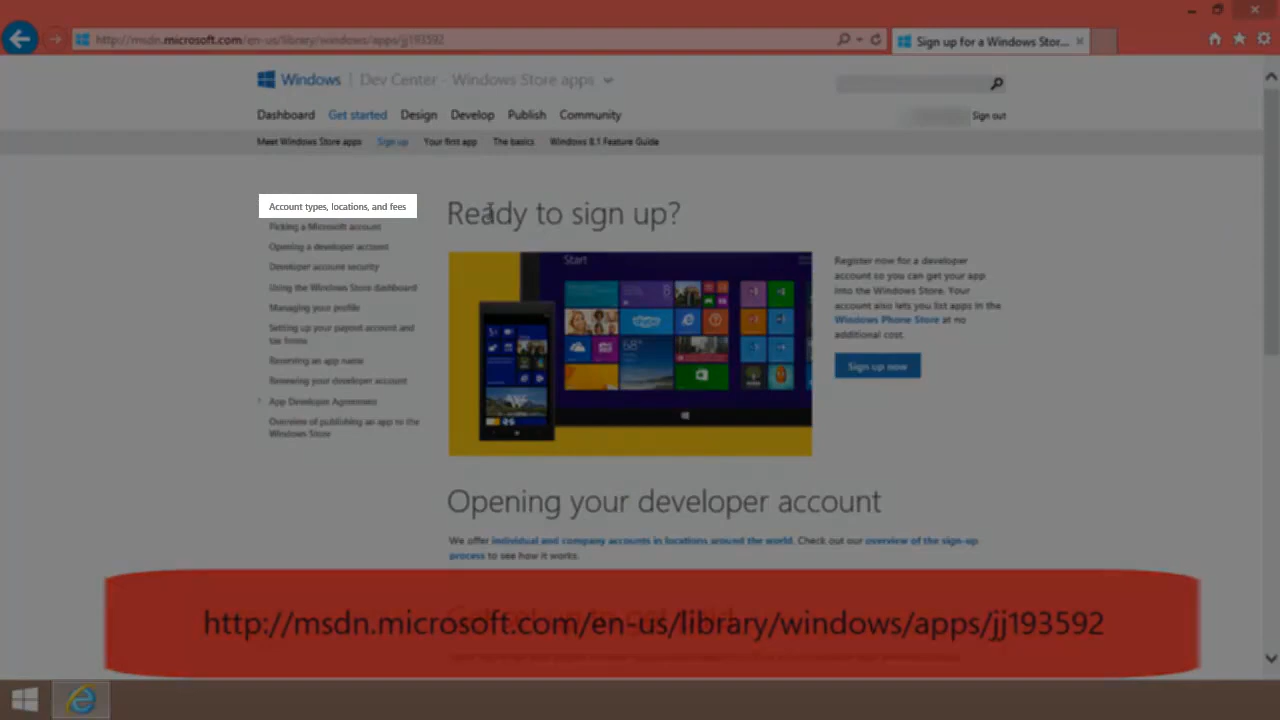 http://msdn.microsoft.com/en-us/library/windows/apps/jj193592
Sign up for a Windows Stor...
Windows | Dev Center - Windows Store apps
Dashboard Get started Design Develop Publish Community
Sign out
Meet Windows Store apps Sign up Your first app The basics Windows 8.1 Feature Guide
Account types, locations, and fees
Picking a Microsoft account
Opening a developer account
Developer account security
Using the Windows Store dashboard
Managing your profile
Setting up your payout account and
tax forms
Reserving an app name
Renewing your developer account
App Developer Agreement
Overview of publishing an app to the
Windows Store
Ready to sign up?
Start
8
skype
68°
Register now for a developer
account so you can get your app
into the Windows Store. Your
account also lets you list apps in the
Windows Phone Store at no
additional cost.
Sign up now
Opening your developer account
We offer individual and company accounts in locations around the world. Check out our overview of the sign-up
process to see how it works.
http://msdn.microsoft.com/en-us/library/windows/apps/jj193592